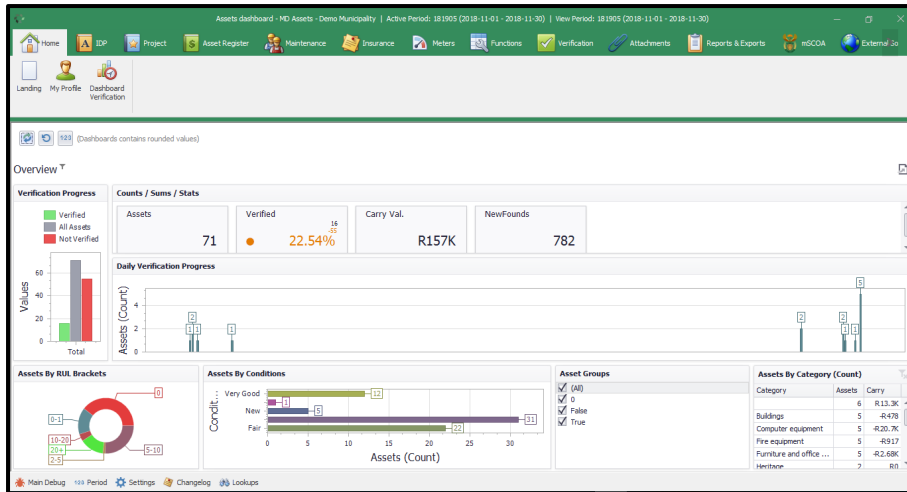 Assets dashboard - MD Assets - Demo Municipality | Active Period: 181905 (2018-11-01 - 2018-11-30) | View Period: 181905 (2018-11-01 - 2018-11-30)
Home IDP Project Asset Register Maintenance Insurance Meters Functions Verification Attachments Reports & Exports mSCOA
Landing My Profile Dashboard
Verification
123 (Dashboards contains rounded values)
Overview
Verification Progress
Verified
All Assets
Not Verified
Values
60
40
20
0
Total
Counts / Sums / Stats
Assets
71
Verified
16
-55
22.54%
Carry Val.
R157K
NewFounds
782
Daily Verification Progress
Assets (Count)
4
2
0
1 2 1 1 2 2 1 1 5
Assets By RUL Brackets
0
0-1
10-20
20+
2-5
5-10
Assets By Conditions
Condit...
Very Good 12
1
New 5
31
Fair 22
0 5 10 15 20 25 30
Assets (Count)
Asset Groups
(All)
0
False
True
Assets By Category (Count)
Category Assets Carry
6 R13.3K
Buildings 5 -R478
Computer equipment 5 -R20.7K
Fire equipment 5 -R917
Furniture and office ... 5 -R2.68K
Heritage 2 R0
Main Debug 123 Period Settings Changelog Lookups